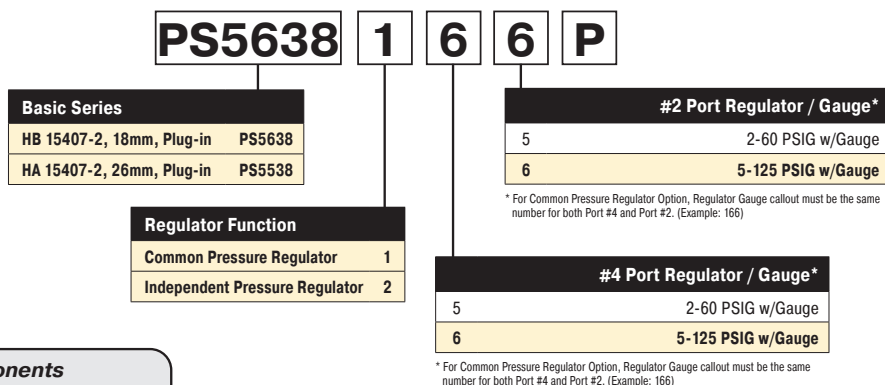 PS5638 1 6 6 P
Basic Series
HB 15407-2, 18mm, Plug-in PS5638
HA 15407-2, 26mm, Plug-in PS5538
#2 Port Regulator / Gauge*
5 2-60 PSIG w/Gauge
6 5-125 PSIG w/Gauge
* For Common Pressure Regulator Option, Regulator Gauge callout must be the same
number for both Port #4 and Port #2. (Example: 166)
Regulator Function
Common Pressure Regulator 1
Independent Pressure Regulator 2
#4 Port Regulator / Gauge*
5 2-60 PSIG w/Gauge
6 5-125 PSIG w/Gauge
* For Common Pressure Regulator Option, Regulator Gauge callout must be the same
number for both Port #4 and Port #2. (Example: 166)
onents